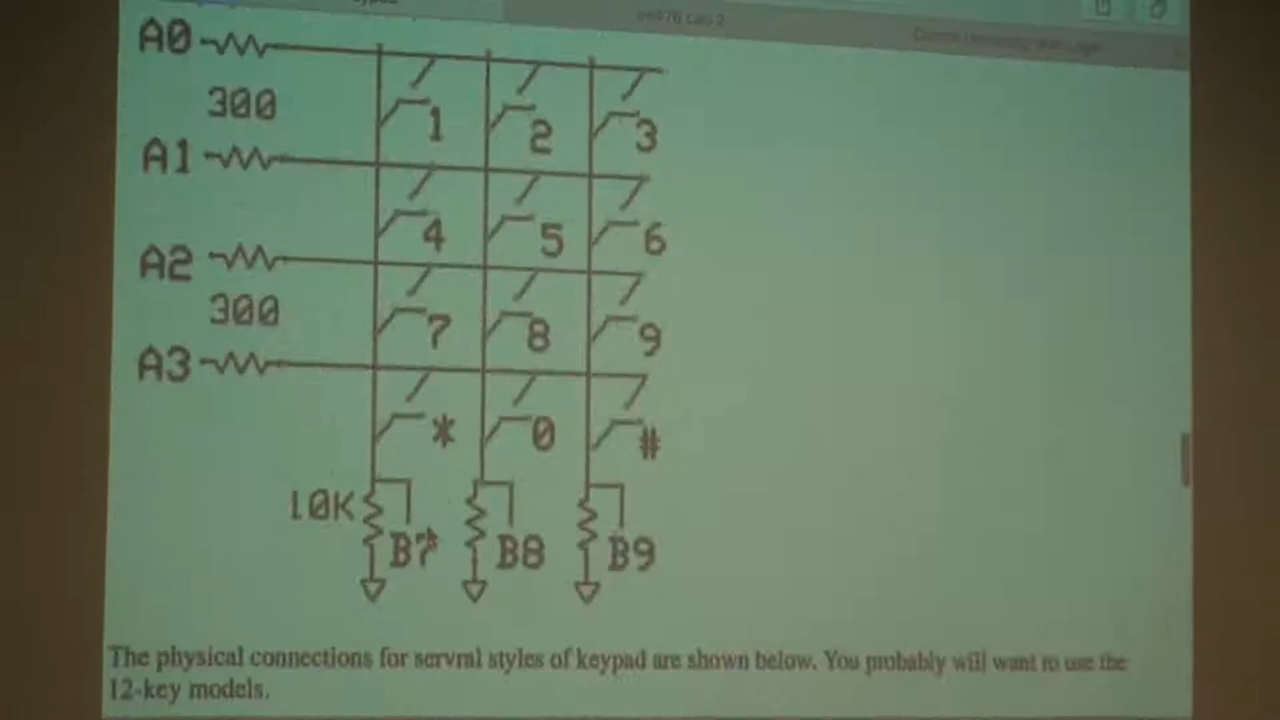 A0
300
1 2 3
A1
4 5 6
A2
300
7 8 9
A3
* 0 #
10K
B7 B8 B9
The physical connections for servral styles of keypad are shown below. You probably will want to use the
12-key models.